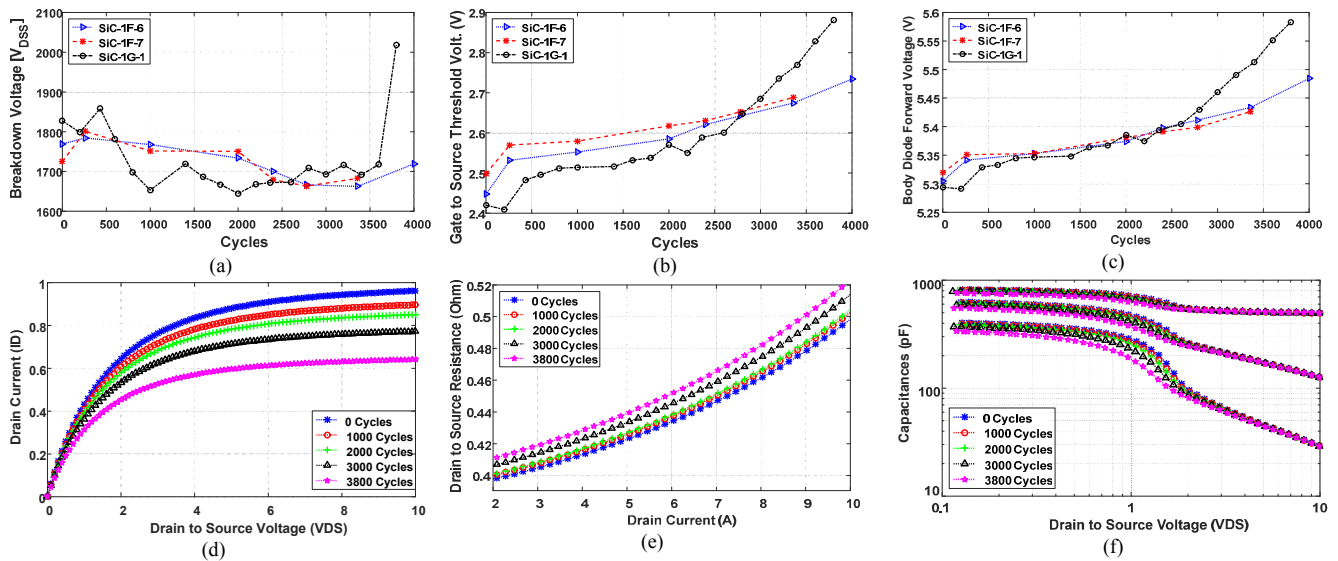 Breakdown Voltage [V_DSS]
2100
2000
1900
1800
1700
1600
SiC-1F-6
SiC-1F-7
SiC-1G-1
0 500 1000 1500 2000 2500 3000 3500 4000
Cycles
(a)
Gate to Source Threshold Volt. (V)
2.9
2.8
2.7
2.6
2.5
2.4
SiC-1F-6
SiC-1F-7
SiC-1G-1
0 500 1000 1500 2000 2500 3000 3500 4000
Cycles
(b)
Body Diode Forward Voltage (V)
5.6
5.55
5.5
5.45
5.4
5.35
5.3
5.25
SiC-1F-6
SiC-1F-7
SiC-1G-1
0 500 1000 1500 2000 2500 3000 3500 4000
Cycles
(c)
Drain Current (ID)
1
0.8
0.6
0.4
0.2
0
0 Cycles
1000 Cycles
2000 Cycles
3000 Cycles
3800 Cycles
0 2 4 6 8 10
Drain to Source Voltage (VDS)
(d)
Drain to Source Resistance (Ohm)
0.52
0.5
0.48
0.46
0.44
0.42
0.4
0 Cycles
1000 Cycles
2000 Cycles
3000 Cycles
3800 Cycles
2 3 4 5 6 7 8 9 10
Drain Current (A)
(e)
Capacitances (pF)
1000
100
10
0 Cycles
1000 Cycles
2000 Cycles
3000 Cycles
3800 Cycles
0.1 1 10
Drain to Source Voltage (VDS)
(f)